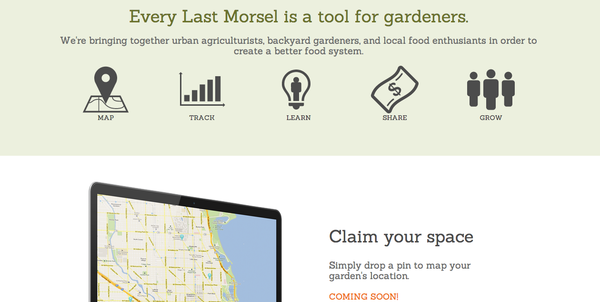 Every Last Morsel is a tool for gardeners.
We're bringing together urban agriculturists, backyard gardeners, and local food enthusiasts in order to
create a better food system.
MAP
TRACK
LEARN
SHARE
GROW
Claim your space
Simply drop a pin to map your
garden's location.
COMING SOON!